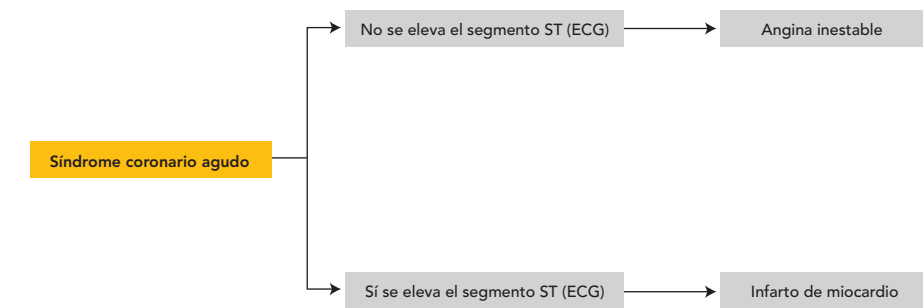 No se eleva el segmento ST (ECG)
Angina inestable
Síndrome coronario agudo
Sí se eleva el segmento ST (ECG)
Infarto de miocardio